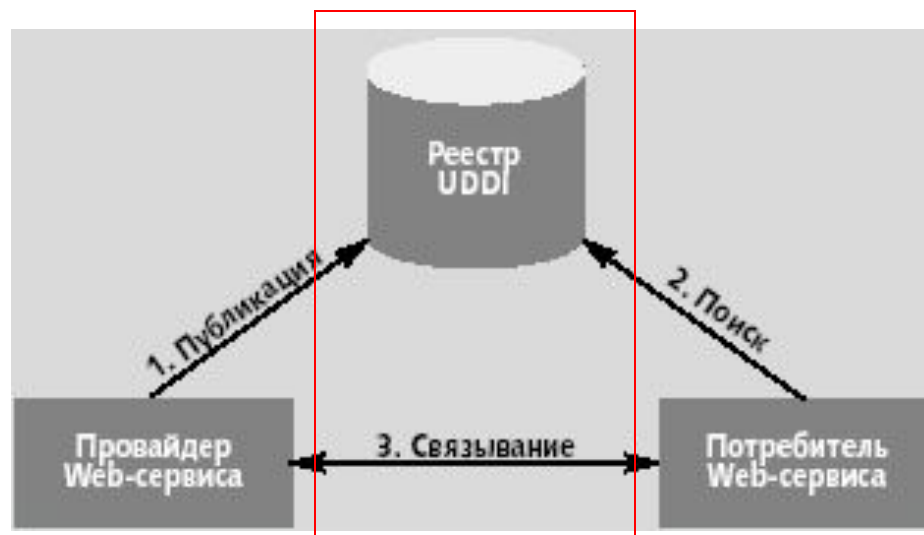 Реестр
UDDI
1. Публикация
2. Поиск
Провайдер
Web-сервиса
3. Связывание
Потребитель
Web-сервиса